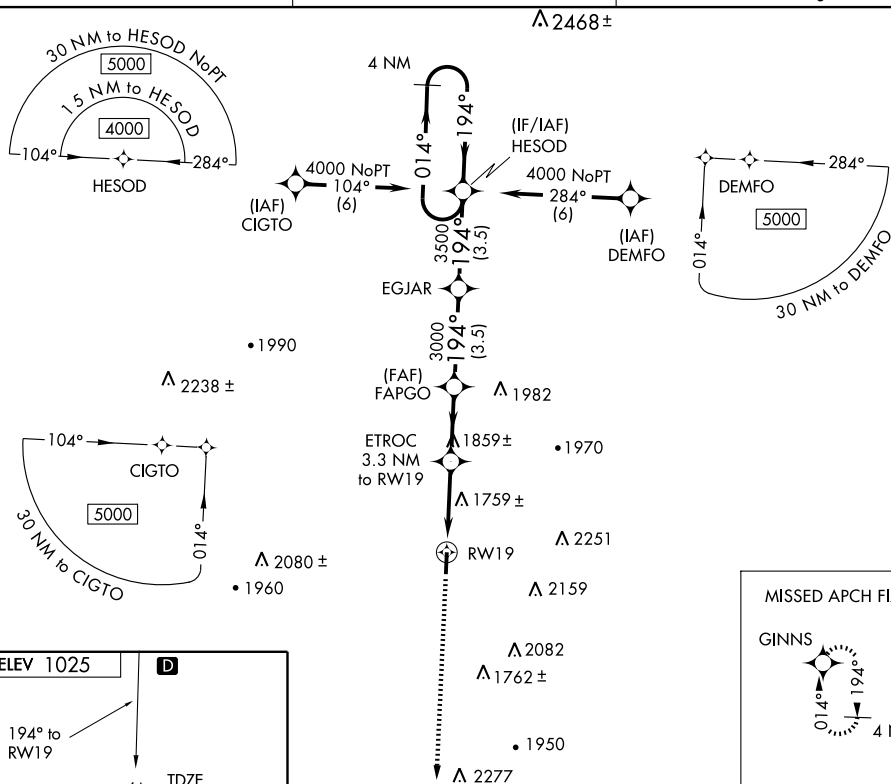 2468±
30 NM to HESOD NoPT
5000
15 NM to HESOD
4000
104°
284°
HESOD
4 NM
014°
194°
(IF/IAF)
HESOD
4000 NoPT
104°
(6)
(IAF)
CIGTO
4000 NoPT
284°
(6)
(IAF)
DEMFO
DEMFO
284°
5000
014°
30 NM to DEMFO
3500
194°
(3.5)
EGJAR
3000
194°
(3.5)
1990
2238±
(FAF)
FAPGO
1982
ETROC
3.3 NM
to RW19
1859±
1970
1759±
104°
CIGTO
5000
014°
30 NM to CIGTO
2080±
1960
RW19
2251
2159
2082
1762±
1950
2277
MISSED APCH FI
GINNS
014°
194°
4 N
ELEV 1025
D
194° to
RW19
TDZE